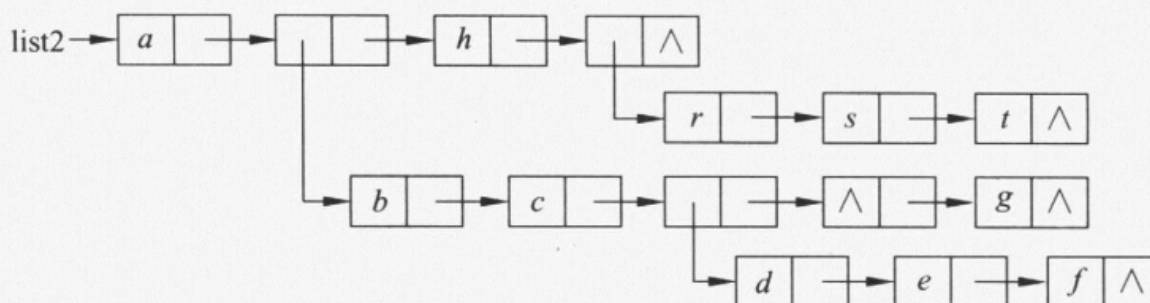 list2 a h ∧
r s t ∧
b c ∧ g ∧
d e f ∧